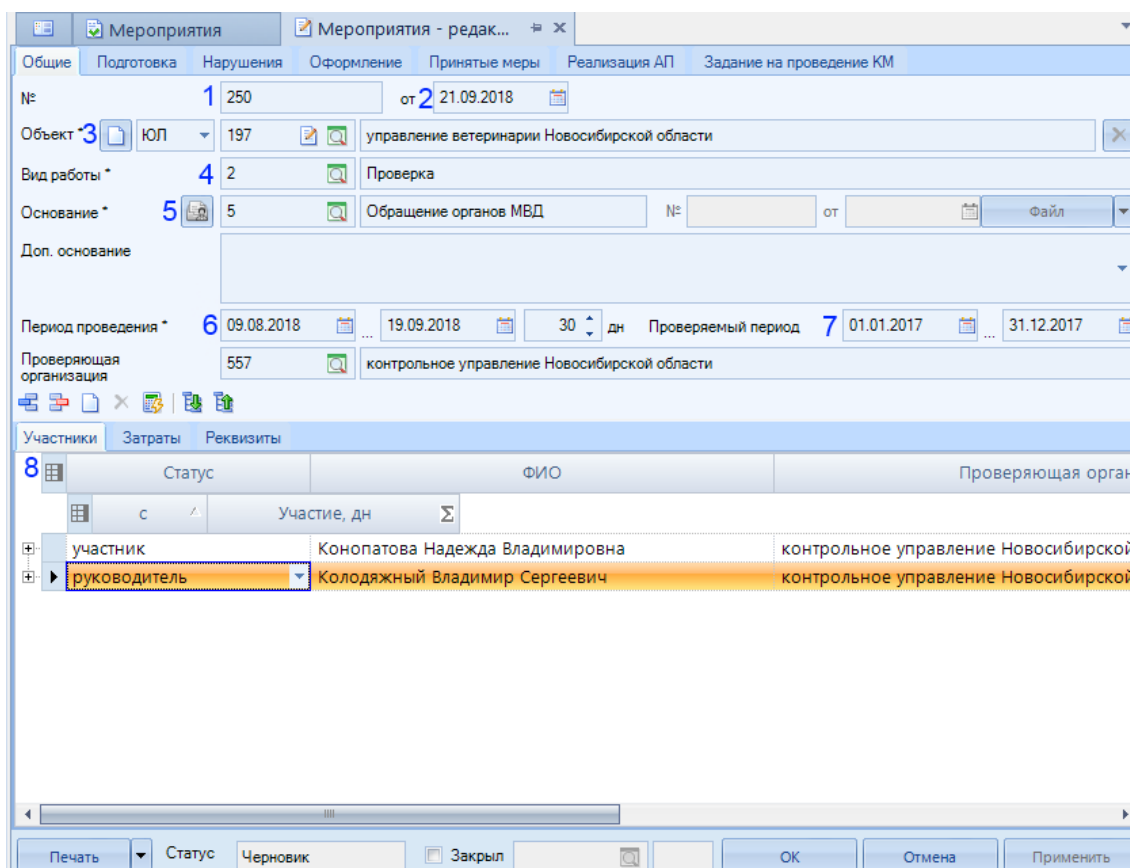 Мероприятия Мероприятия - редак...
Общие Подготовка Нарушения Оформление Принятые меры Реализация АП Задание на проведение КМ
№ 1 250 от 2 21.09.2018
Объект * 3 ЮЛ 197 управление ветеринарии Новосибирской области
Вид работы * 4 2 Проверка
Основание * 5 5 Обращение органов МВД № от Файл
Доп. основание
Период проведения * 6 09.08.2018 ... 19.09.2018 30 дн Проверяемый период 7 01.01.2017 ... 31.12.2017
Проверяющая
организация 557 контрольное управление Новосибирской области
Участники Затраты Реквизиты
8 Статус ФИО Проверяющая орган
с Участие, дн Σ
участник Конопатова Надежда Владимировна контрольное управление Новосибирской
руководитель Колодяжный Владимир Сергеевич контрольное управление Новосибирской
Печать Статус Черновик Закрыл ОК Отмена Применить